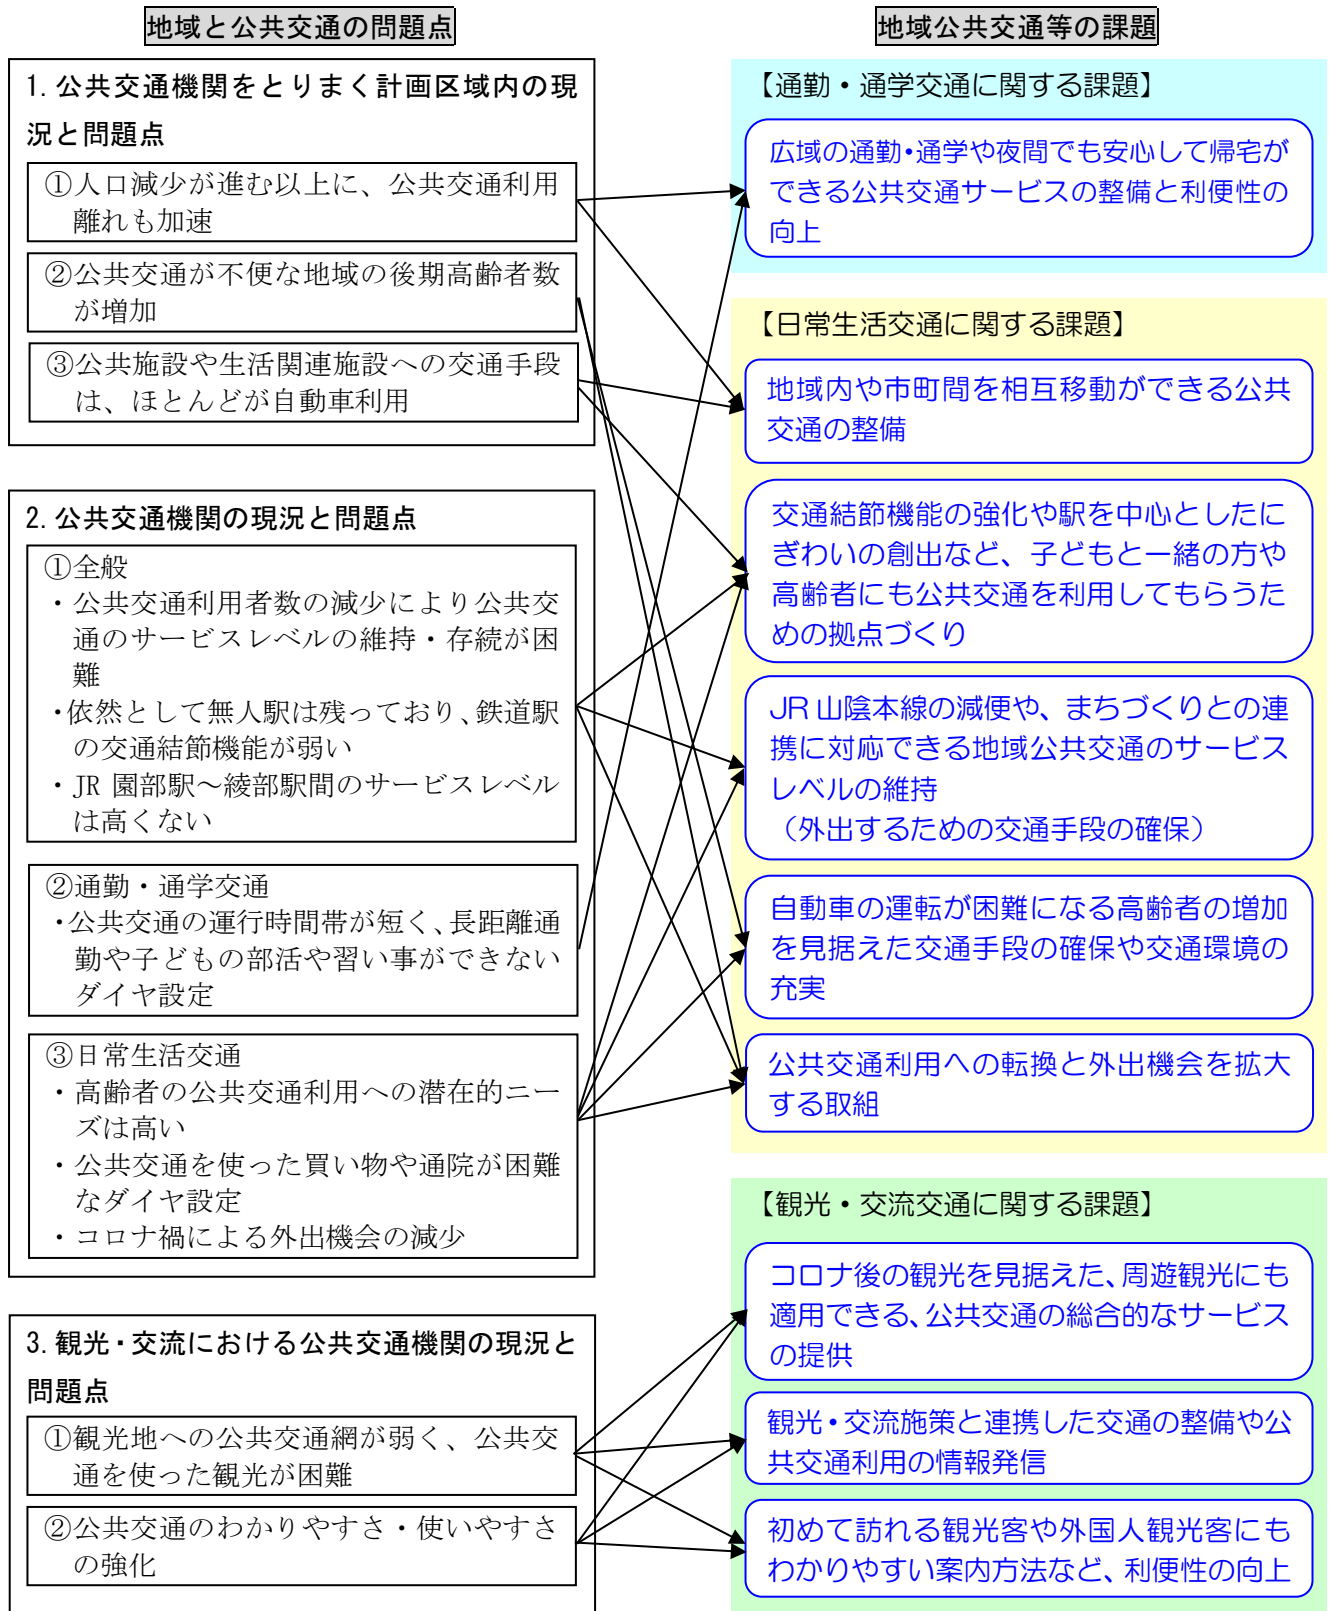 地域と公共交通の問題点
1. 公共交通機関をとりまく計画区域内の現
況と問題点
①人口減少が進む以上に、公共交通利用
離れも加速
②公共交通が不便な地域の後期高齢者数
が増加
③公共施設や生活関連施設への交通手段
は、ほとんどが自動車利用
2. 公共交通機関の現況と問題点
①全般
・公共交通利用者数の減少により公共交
通のサービスレベルの維持・存続が困
難
・依然として無人駅は残っており、鉄道駅
の交通結節機能が弱い
・JR 園部駅～綾部駅間のサービスレベル
は高くない
②通勤・通学交通
・公共交通の運行時間帯が短く、長距離通
勤や子どもの部活や習い事ができない
ダイヤ設定
③日常生活交通
・高齢者の公共交通利用への潜在的ニー
ズは高い
・公共交通を使った買い物や通院が困難
なダイヤ設定
・コロナ禍による外出機会の減少
3. 観光・交流における公共交通機関の現況と
問題点
①観光地への公共交通網が弱く、公共交
通を使った観光が困難
②公共交通のわかりやすさ・使いやすさ
の強化
地域公共交通等の課題
【通勤・通学交通に関する課題】
広域の通勤・通学や夜間でも安心して帰宅が
できる公共交通サービスの整備と利便性の
向上
【日常生活交通に関する課題】
地域内や市町間を相互移動ができる公共
交通の整備
交通結節機能の強化や駅を中心としたに
ぎわいの創出など、子どもと一緒の方や
高齢者にも公共交通を利用してもらうた
めの拠点づくり
JR 山陰本線の減便や、まちづくりとの連
携に対応できる地域公共交通のサービス
レベルの維持
（外出するための交通手段の確保）
自動車の運転が困難になる高齢者の増加
を見据えた交通手段の確保や交通環境の
充実
公共交通利用への転換と外出機会を拡大
する取組
【観光・交流交通に関する課題】
コロナ後の観光を見据えた、周遊観光にも
適用できる、公共交通の総合的なサービス
の提供
観光・交流施策と連携した交通の整備や公
共交通利用の情報発信
初めて訪れる観光客や外国人観光客にも
わかりやすい案内方法など、利便性の向上